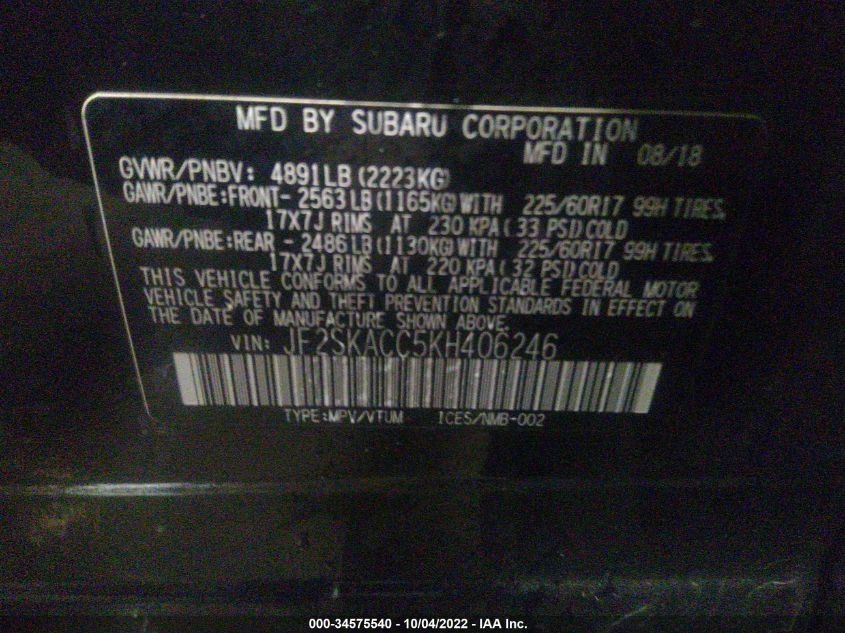 MFD BY SUBARU CORPORATION
MFD IN 08/18
GVWR/PNBV: 4891LB (2223KG)
GAWR/PNBE:FRONT- 2563LB (1165KG) WITH 225/60R17 99H TIRES,
17X7J RIMS AT 230 KPA ( 33 PSI) COLD
GAWR/PNBE:REAR - 2486LB (1130KG) WITH 225/60R17 99H TIRES,
17X7J RIMS AT 220 KPA ( 32 PSI) COLD
THIS VEHICLE CONFORMS TO ALL APPLICABLE FEDERAL MOTOR
VEHICLE SAFETY AND THEFT PREVENTION STANDARDS IN EFFECT ON
THE DATE OF MANUFACTURE SHOWN ABOVE.
VIN: JF2SKACC5KH406246
TYPE:MPV/VTUM ICES/NMB-002
000-34575540 - 10/04/2022 - IAA Inc.